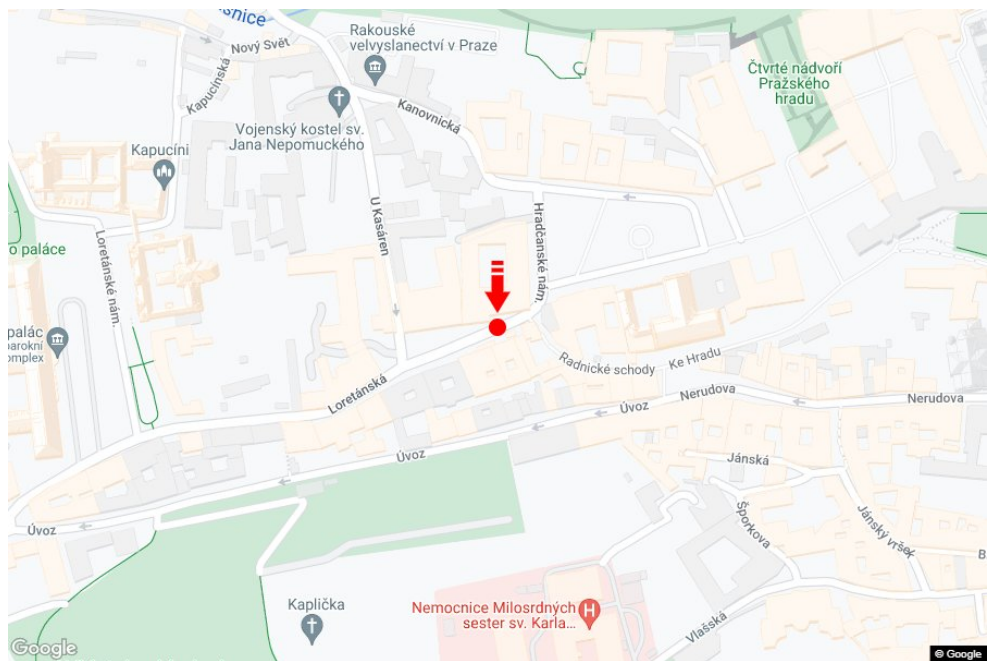 snice
Nový Svět
Rakouské
velvyslanectví v Praze
Kapucínská
Kanovnická
Čtvrté nádvoří
Pražského
hradu
Vojenský kostel sv.
Jana Nepomuckého
Kapucíni
U Kasáren
Hradčanské nám.
o paláce
Loretánské nám.
palác
barokní
omplex
Radnické schody
Ke Hradu
Loretánská
Nerudova
Úvoz
Nerudova
Úvoz
Jánská
Úvoz
Šporkova
Jánský vršek
B
Kaplička
Nemocnice Milosrdných
sester sv. Karla...
H
Vlašská
Google
© Google